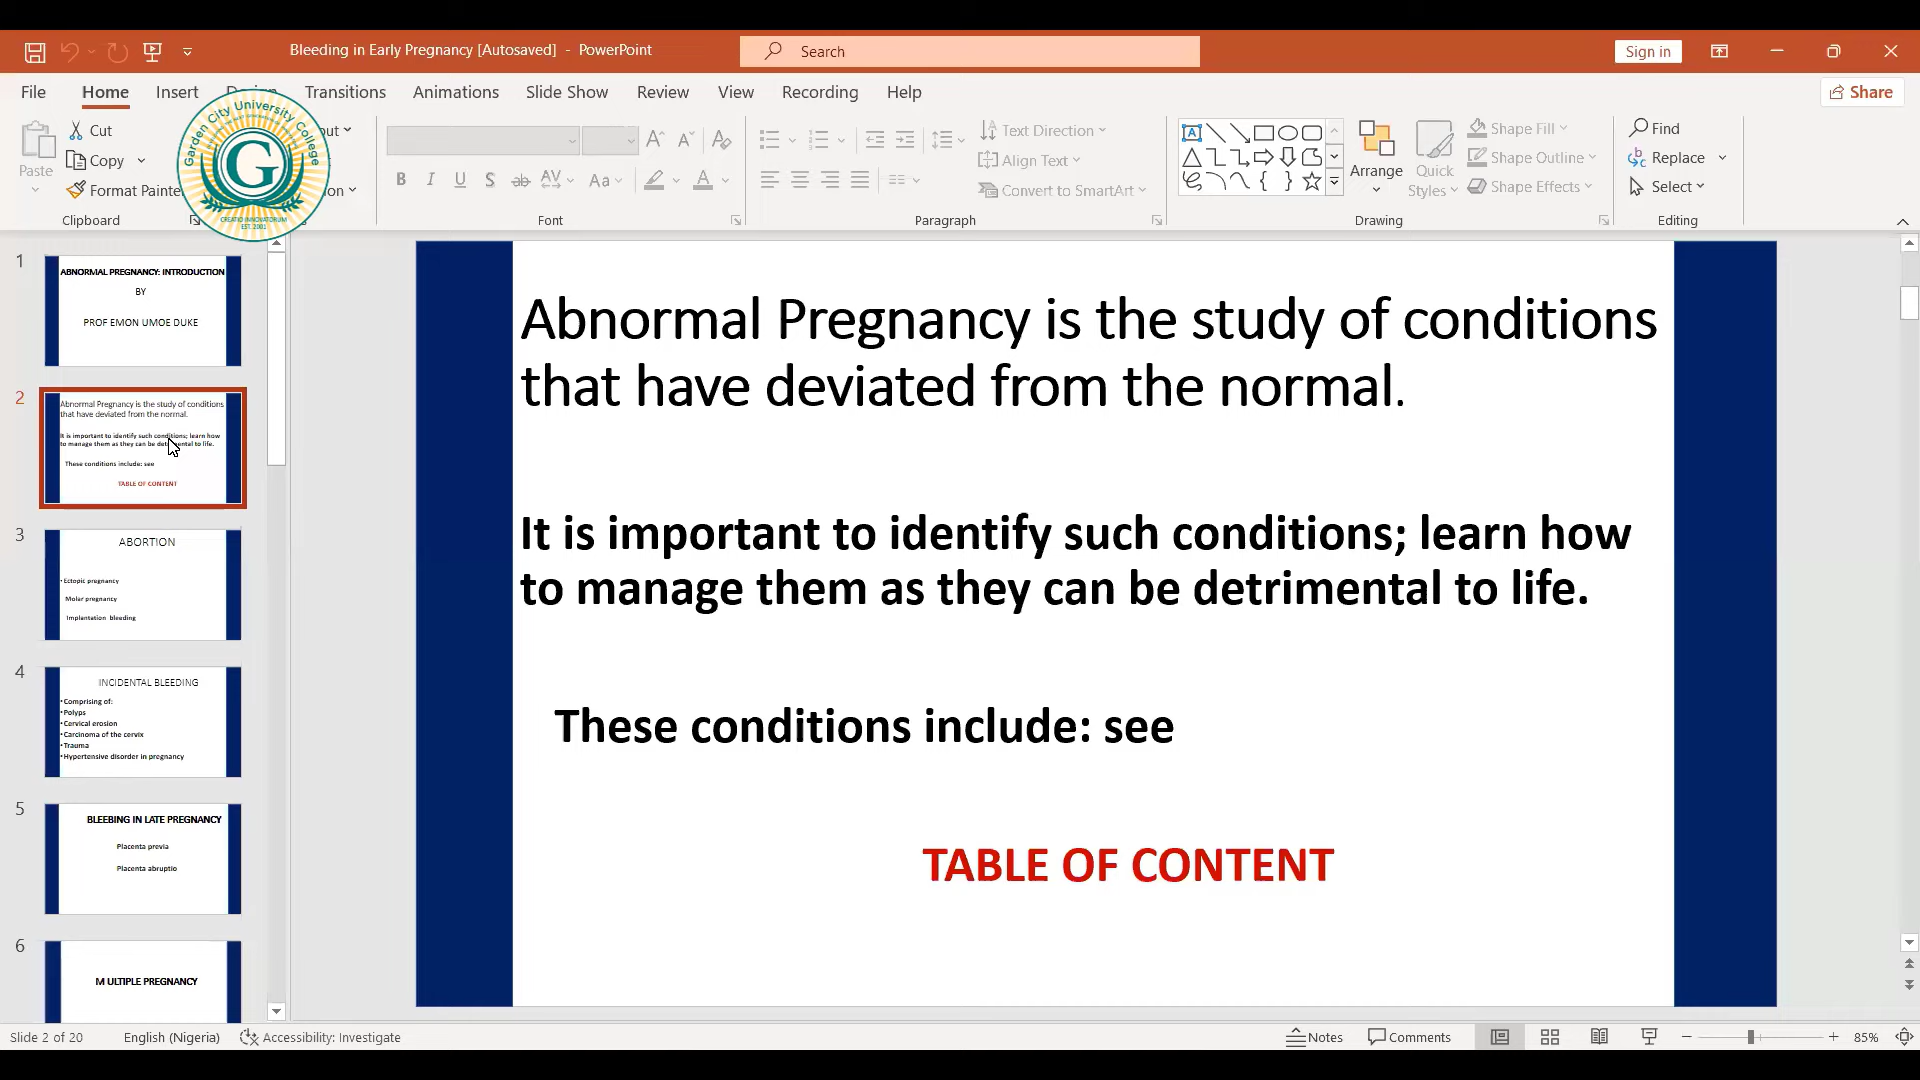 Bleeding in Early Pregnancy [Autosaved] - PowerPoint
Search
Sign in
File Home Insert Design Transitions Animations Slide Show Review View Recording Help
Share
Paste
Cut
Copy
Format Painte
Clipboard
Garden City University College
CREATIO INNOVATORIUM
EST. 2001
Font
Text Direction
Align Text
Convert to SmartArt
Paragraph
Arrange
Quick
Styles
Shape Fill
Shape Outline
Shape Effects
Drawing
Find
Replace
Select
Editing
1
ABNORMAL PREGNANCY: INTRODUCTION
BY
PROF EMON UMOE DUKE
2
Abnormal Pregnancy is the study of conditions
that have deviated from the normal.
It is important to identify such conditions; learn how
to manage them as they can be detrimental to life.
These conditions include: see
TABLE OF CONTENT
3
ABORTION
• Ectopic pregnancy
Molar pregnancy
Implantation bleeding
4
INCIDENTAL BLEEDING
• Comprising of:
• Polyps
• Cervical erosion
• Carcinoma of the cervix
• Trauma
• Hypertensive disorder in pregnancy
5
BLEEBING IN LATE PREGNANCY
Placenta previa
Placenta abruptio
6
M ULTIPLE PREGNANCY
Abnormal Pregnancy is the study of conditions
that have deviated from the normal.
It is important to identify such conditions; learn how
to manage them as they can be detrimental to life.
These conditions include: see
TABLE OF CONTENT
Slide 2 of 20
English (Nigeria)
Accessibility: Investigate
Notes
Comments
85%